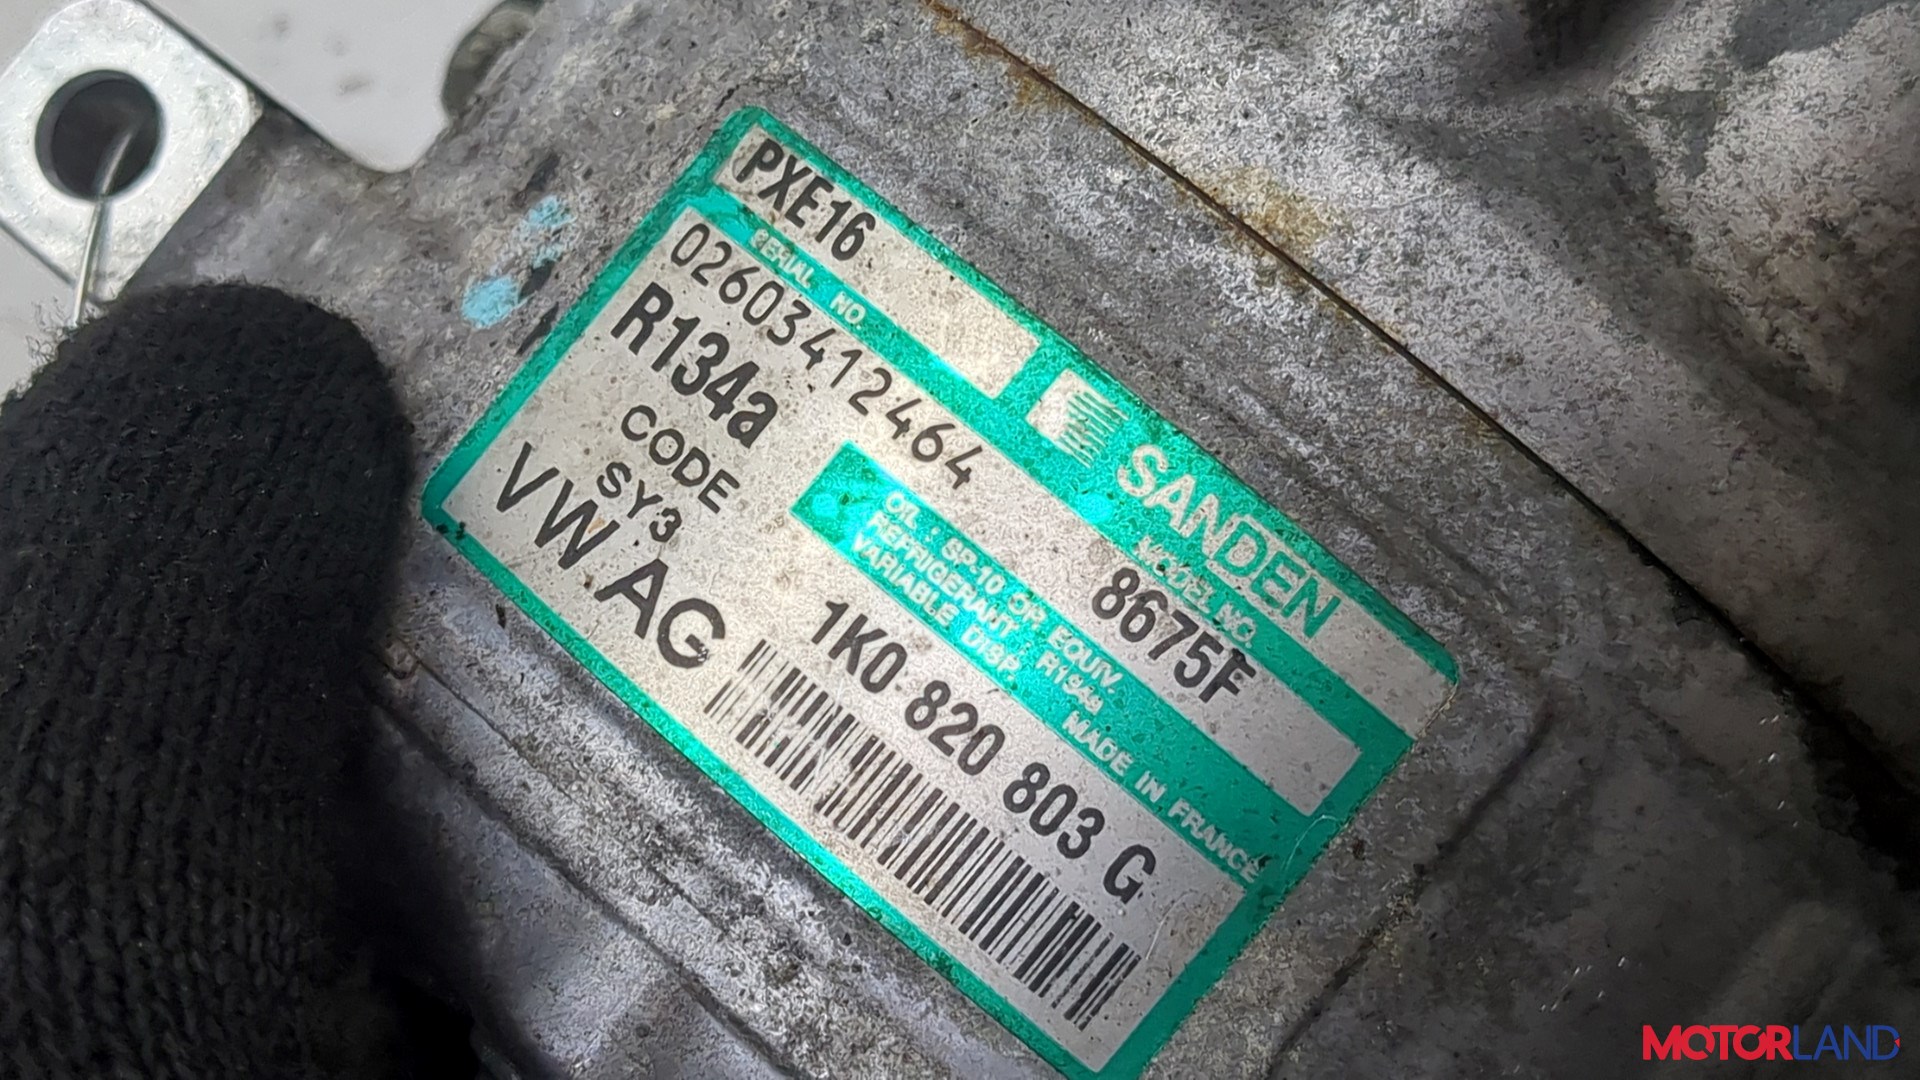 PXE16
SANDEN
SERIAL NO.
MODEL NO.
02603412464
8675F
R134a
OIL : SP-10 OR EQUIV.
REFRIGERANT : R134a
VARIABLE DISP.
MADE IN FRANCE
CODE
SY3
VW AG
1K0 820 803 G
MOTORLAND